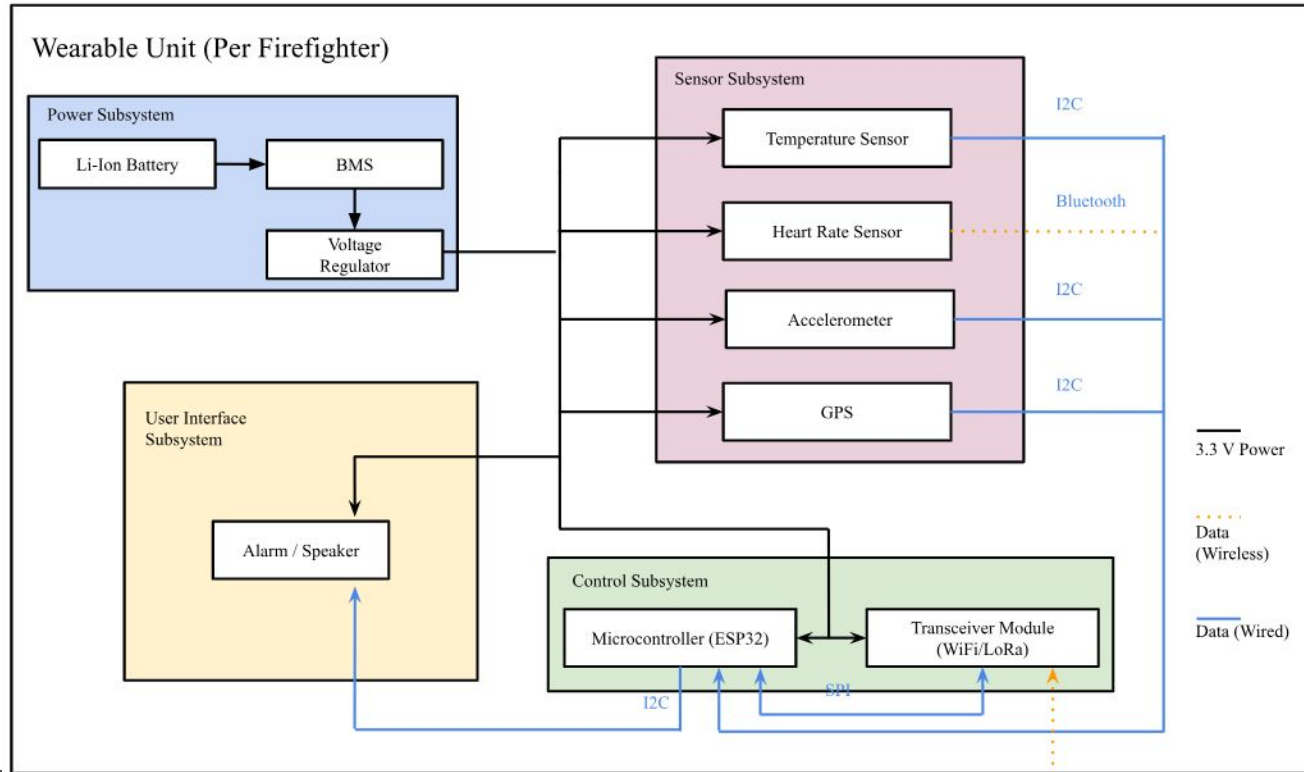 Wearable Unit (Per Firefighter)
Power Subsystem
Li-Ion Battery
BMS
Voltage
Regulator
Sensor Subsystem
Temperature Sensor
Heart Rate Sensor
Accelerometer
GPS
I2C
Bluetooth
I2C
I2C
User Interface
Subsystem
Alarm / Speaker
Control Subsystem
Microcontroller (ESP32)
Transceiver Module
(WiFi/LoRa)
I2C
SPI
3.3 V Power
Data
(Wireless)
Data (Wired)